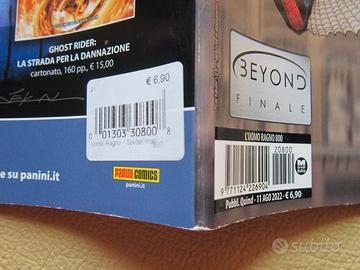 GHOST RIDER:
LA STRADA PER LA DANNAZIONE
cartonato, 160 pp., € 15,00
€ 6,90
01303 30800 8
Uomo Ragno - Spider-man
PANINI COMICS
panini.it
e su panini.it
BEYOND
FINALE
L'UOMO RAGNO 800
20800
9 771124 226904
Pubbl. Quind - 11 AGO 2022 - € 6,90
subito